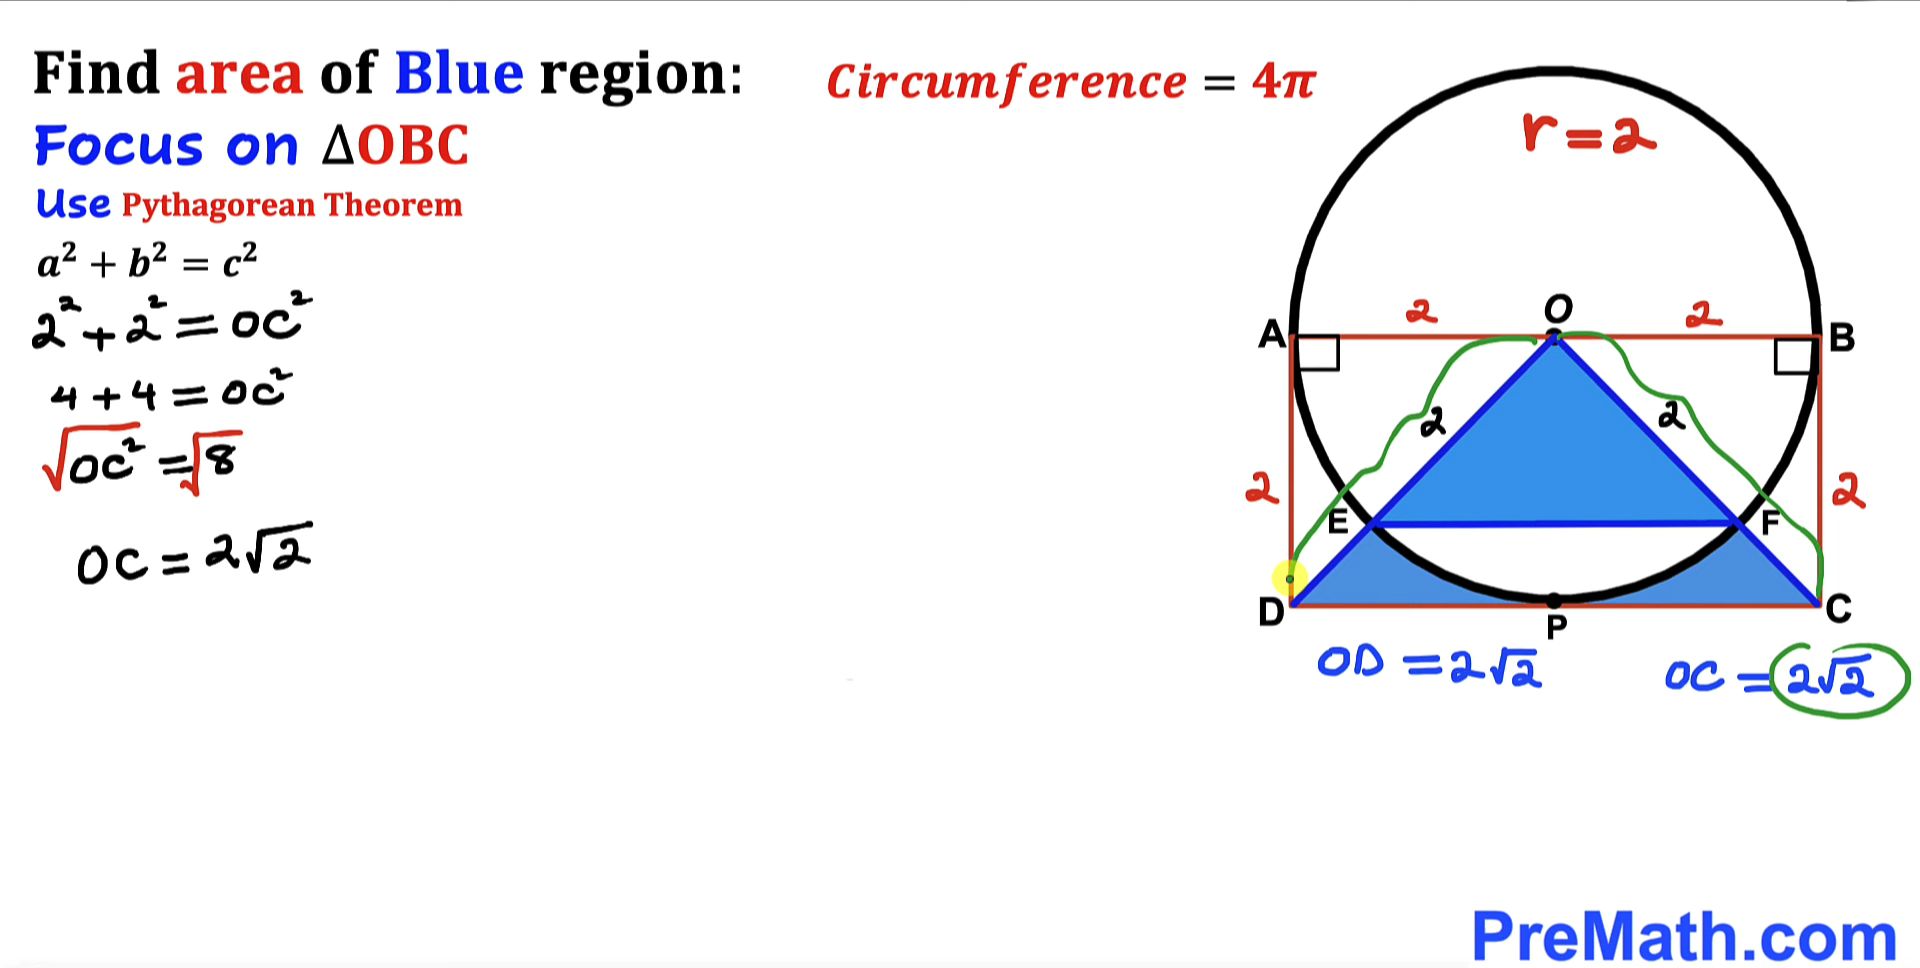 Find area of Blue region:
Circumference = 4π
Focus on ΔOBC
Use Pythagorean Theorem
a² + b² = c²
2² + 2² = OC²
4 + 4 = OC²
√OC² = √8
OC = 2√2
r = 2
A
2
O
2
B
2
2
2
2
E
F
D
P
C
OD = 2√2
OC = 2√2
PreMath.com